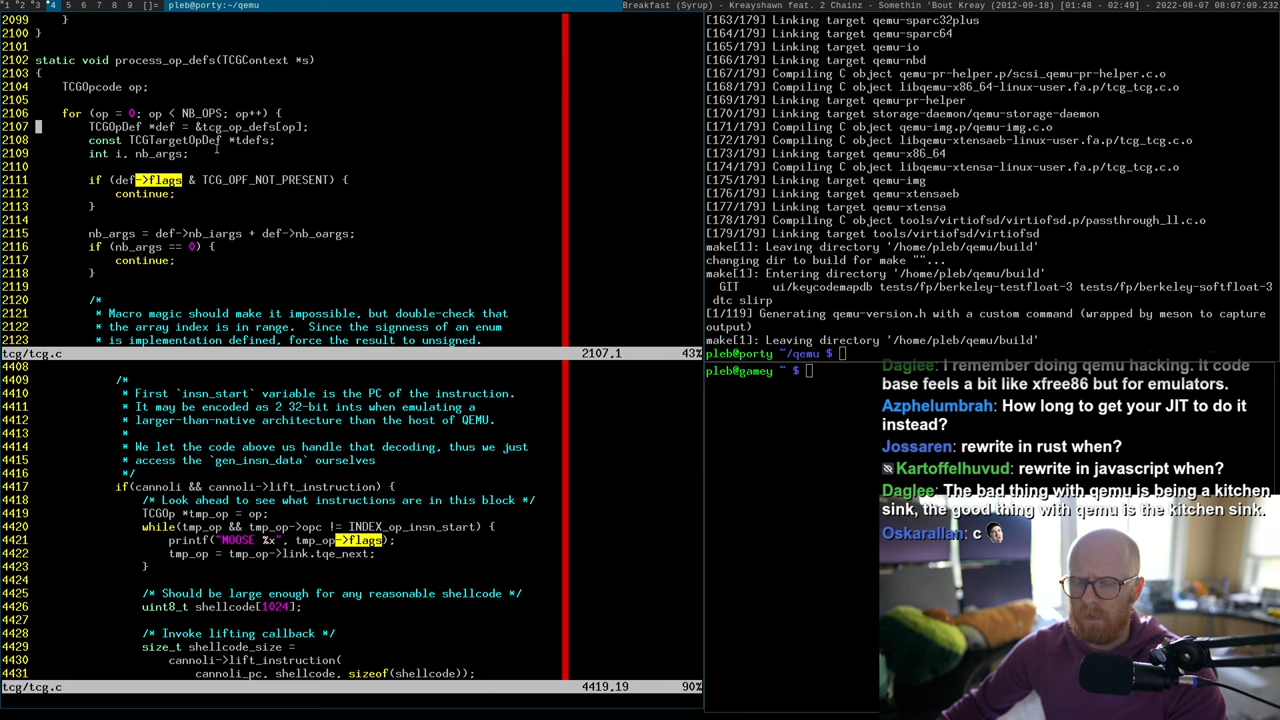 *1 *2 *3 *4 5 6 7 8 9 []= pleb@porty:~/qemu
Breakfast (Syrup) - Kreayshawn feat. 2 Chainz - Somethin 'Bout Kreay (2012-09-18) [01:48 - 02:49] - 2022-08-07 08:07:09.232
2099     }
2100 }
2101
2102 static void process_op_defs(TCGContext *s)
2103 {
2104     TCGOpcode op;
2105
2106     for (op = 0; op < NB_OPS; op++) {
2107         TCGOpDef *def = &tcg_op_defs[op];
2108         const TCGTargetOpDef *tdefs;
2109         int i, nb_args;
2110
2111         if (def->flags & TCG_OPF_NOT_PRESENT) {
2112             continue;
2113         }
2114
2115         nb_args = def->nb_iargs + def->nb_oargs;
2116         if (nb_args == 0) {
2117             continue;
2118         }
2119
2120         /*
2121          * Macro magic should make it impossible, but double-check that
2122          * the array index is in range.  Since the signness of an enum
2123          * is implementation defined, force the result to unsigned.
tcg/tcg.c 2107,1 43%
4408
4409             /*
4410              * First `insn_start` variable is the PC of the instruction.
4411              * It may be encoded as 2 32-bit ints when emulating a
4412              * larger-than-native architecture than the host of QEMU.
4413              *
4414              * We let the code above us handle that decoding, thus we just
4415              * access the `gen_insn_data` ourselves
4416              */
4417             if(cannoli && cannoli->lift_instruction) {
4418                 /* Look ahead to see what instructions are in this block */
4419                 TCGOp *tmp_op = op;
4420                 while(tmp_op && tmp_op->opc != INDEX_op_insn_start) {
4421                     printf("MOOSE %x", tmp_op->flags);
4422                     tmp_op = tmp_op->link.tqe_next;
4423                 }
4424
4425                 /* Should be large enough for any reasonable shellcode */
4426                 uint8_t shellcode[1024];
4427
4428                 /* Invoke lifting callback */
4429                 size_t shellcode_size =
4430                     cannoli->lift_instruction(
4431                         cannoli_pc, shellcode, sizeof(shellcode));
tcg/tcg.c 4419,19 90%
[163/179] Linking target qemu-sparc32plus
[164/179] Linking target qemu-sparc64
[165/179] Linking target qemu-io
[166/179] Linking target qemu-nbd
[167/179] Compiling C object qemu-pr-helper.p/scsi_qemu-pr-helper.c.o
[168/179] Compiling C object libqemu-x86_64-linux-user.fa.p/tcg_tcg.c.o
[169/179] Linking target qemu-pr-helper
[170/179] Linking target storage-daemon/qemu-storage-daemon
[171/179] Compiling C object qemu-img.p/qemu-img.c.o
[172/179] Compiling C object libqemu-xtensaeb-linux-user.fa.p/tcg_tcg.c.o
[173/179] Linking target qemu-x86_64
[174/179] Compiling C object libqemu-xtensa-linux-user.fa.p/tcg_tcg.c.o
[175/179] Linking target qemu-img
[176/179] Linking target qemu-xtensaeb
[177/179] Linking target qemu-xtensa
[178/179] Compiling C object tools/virtiofsd/virtiofsd.p/passthrough_ll.c.o
[179/179] Linking target tools/virtiofsd/virtiofsd
make[1]: Leaving directory '/home/pleb/qemu/build'
changing dir to build for make ""...
make[1]: Entering directory '/home/pleb/qemu/build'
  GIT     ui/keycodemapdb tests/fp/berkeley-testfloat-3 tests/fp/berkeley-softfloat-3
 dtc slirp
[1/119] Generating qemu-version.h with a custom command (wrapped by meson to capture
output)
make[1]: Leaving directory '/home/pleb/qemu/build'
pleb@porty ~/qemu $
pleb@gamey ~ $
Daglee: I remember doing qemu hacking. It code
base feels a bit like xfree86 but for emulators.
Azphelumbrah: How long to get your JIT to do it
instead?
Jossaren: rewrite in rust when?
Kartoffelhuvud: rewrite in javascript when?
Daglee: The bad thing with qemu is being a kitchen
sink, the good thing with qemu is the kitchen sink.
Oskarallan: c